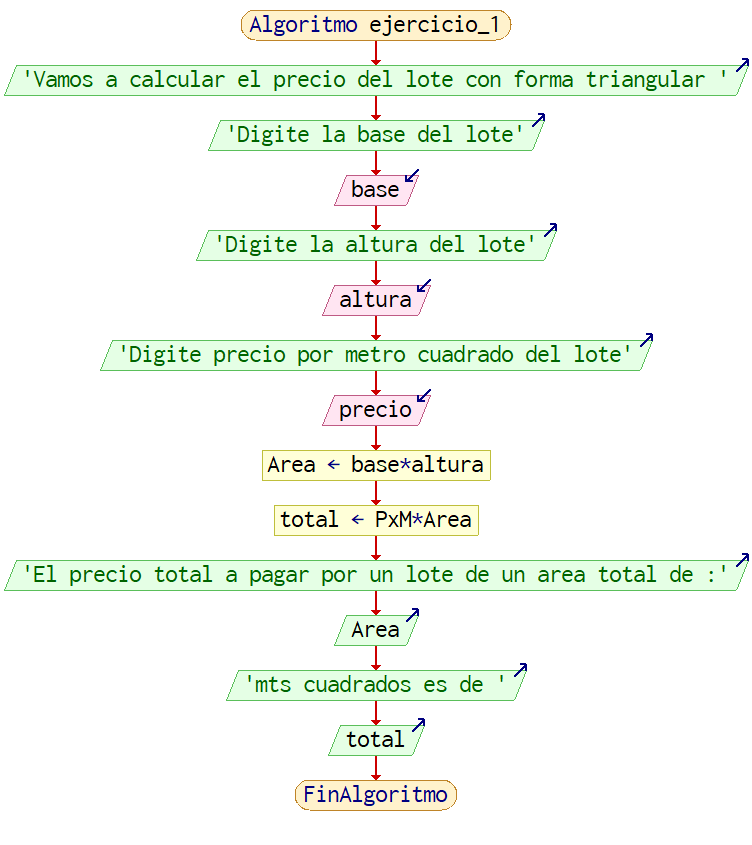 Algoritmo ejercicio_1
'Vamos a calcular el precio del lote con forma triangular '
'Digite la base del lote'
base
'Digite la altura del lote'
altura
'Digite precio por metro cuadrado del lote'
precio
Area ← base*altura
total ← PxM*Area
'El precio total a pagar por un lote de un area total de :'
Area
'mts cuadrados es de '
total
FinAlgoritmo